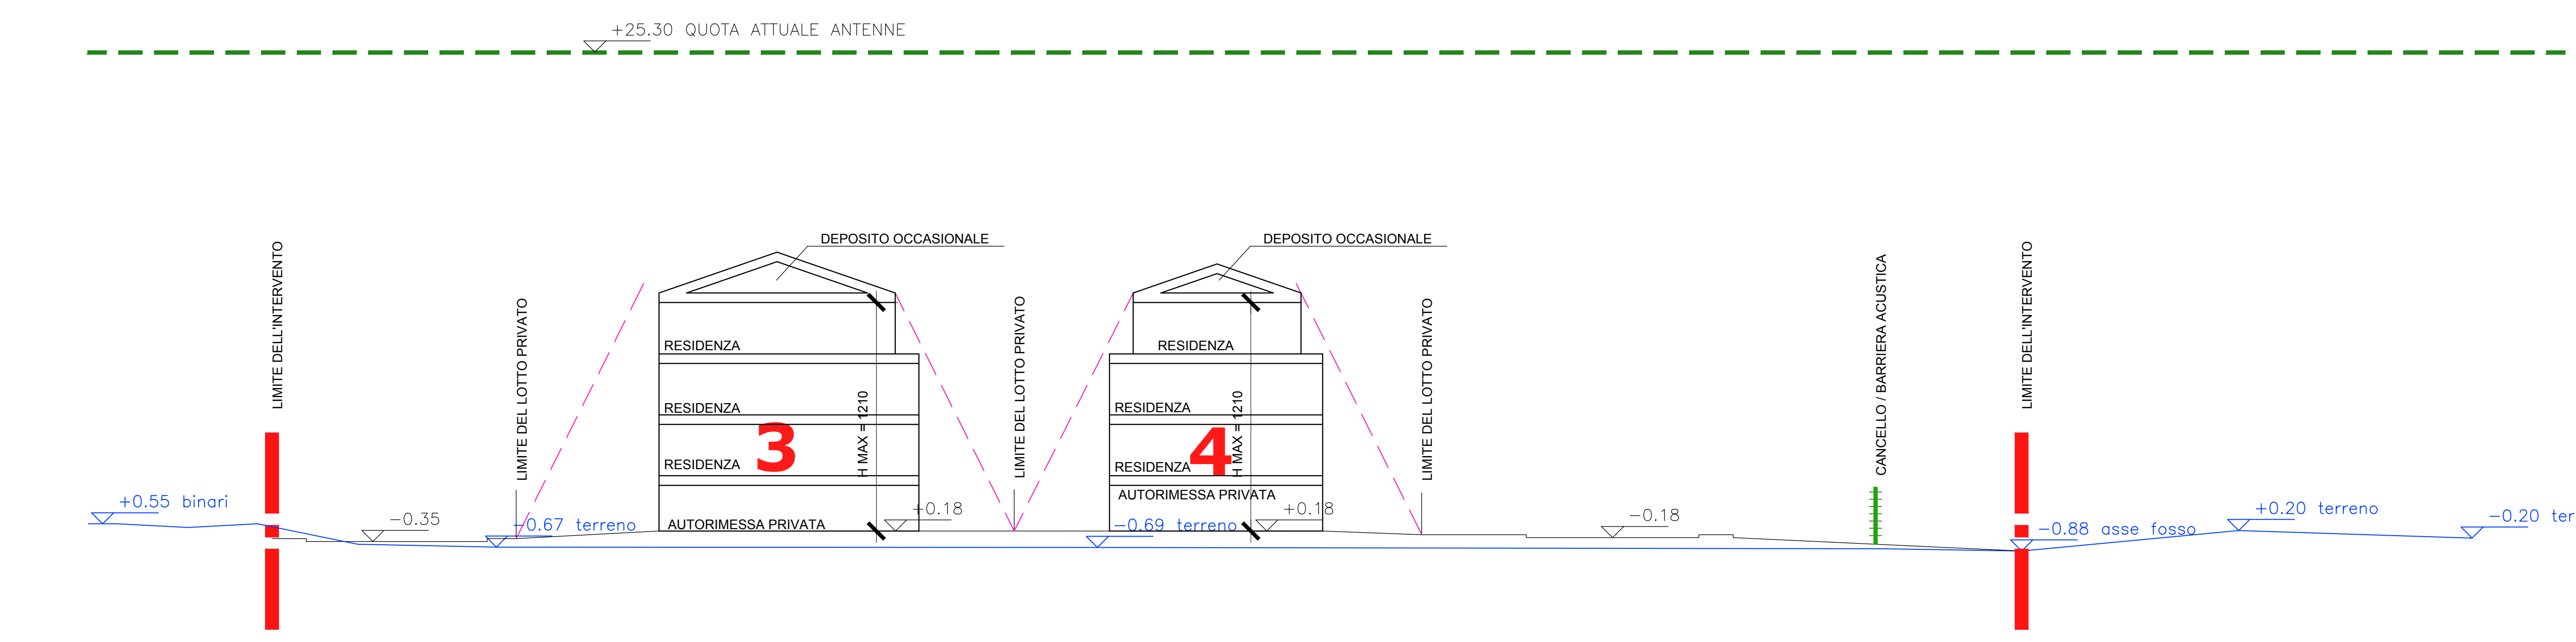 +25.30 QUOTA ATTUALE ANTENNE
DEPOSITO OCCASIONALE
DEPOSITO OCCASIONALE
LIMITE DELL'INTERVENTO
LIMITE DEL LOTTO PRIVATO
LIMITE DEL LOTTO PRIVATO
LIMITE DEL LOTTO PRIVATO
CANCELLO / BARRIERA ACUSTICA
LIMITE DELL'INTERVENTO
RESIDENZA
RESIDENZA
RESIDENZA
3
H MAX = 1210
AUTORIMESSA PRIVATA
RESIDENZA
RESIDENZA
RESIDENZA
4
H MAX = 1210
AUTORIMESSA PRIVATA
+0.55 binari
-0.35
-0.67 terreno
+0.18
-0.69 terreno
+0.18
-0.18
-0.88 asse fosso
+0.20 terreno
-0.20 ter